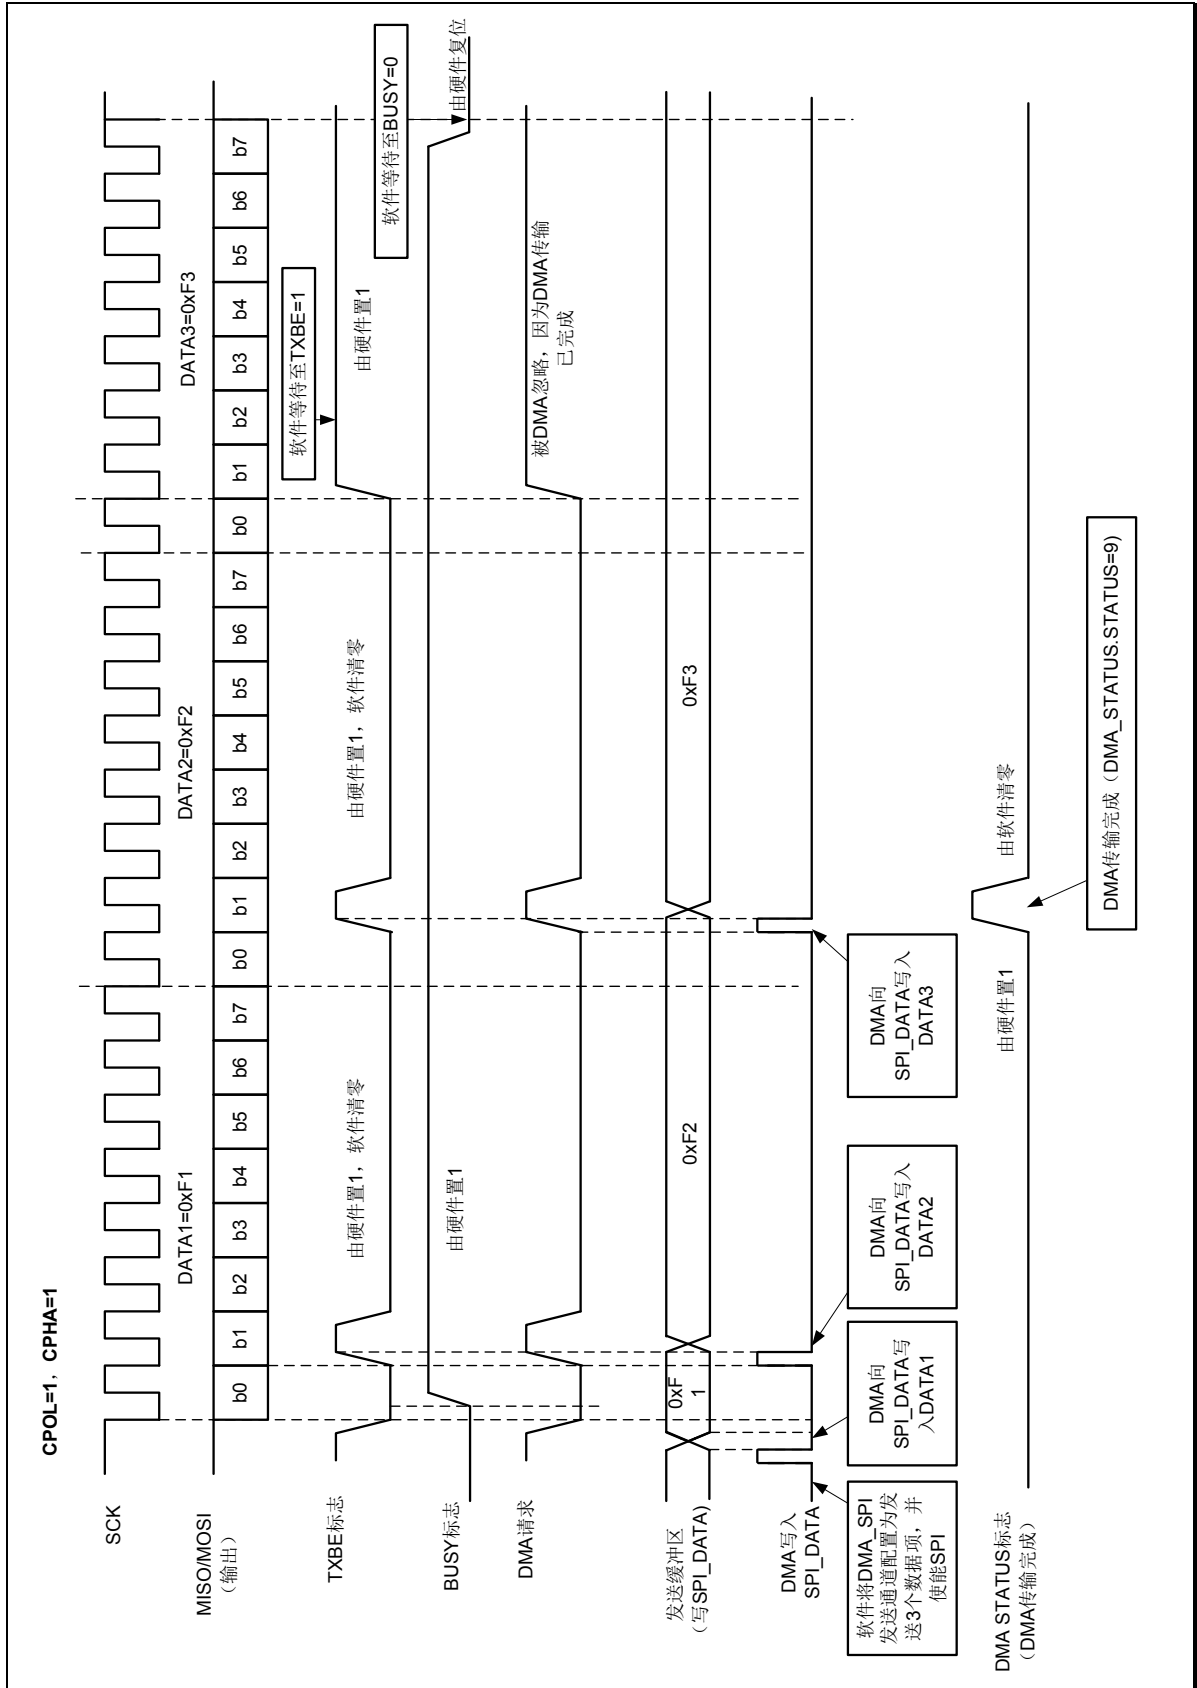 CPOL=1，CPHA=1
SCK
DATA1=0xF1
DATA2=0xF2
DATA3=0xF3
MISO/MOSI
（输出）
b0 b1 b2 b3 b4 b5 b6 b7 b0 b1 b2 b3 b4 b5 b6 b7 b0 b1 b2 b3 b4 b5 b6 b7
软件等待至TXBE=1
TXBE标志
由硬件置1，软件清零
由硬件置1，软件清零
由硬件置1
软件等待至BUSY=0
BUSY标志
由硬件置1
由硬件复位
DMA请求
被DMA忽略，因为DMA传输
已完成
发送缓冲区
（写SPI_DATA）
0xF
1
0xF2
0xF3
DMA写入
SPI_DATA
软件将DMA_SPI
发送通道配置为发
送3个数据项，并
使能SPI
DMA向
SPI_DATA写
入DATA1
DMA向
SPI_DATA写入
DATA2
DMA向
SPI_DATA写入
DATA3
DMA STATUS标志
（DMA传输完成）
由硬件置1
由软件清零
DMA传输完成（DMA_STATUS.STATUS=9)